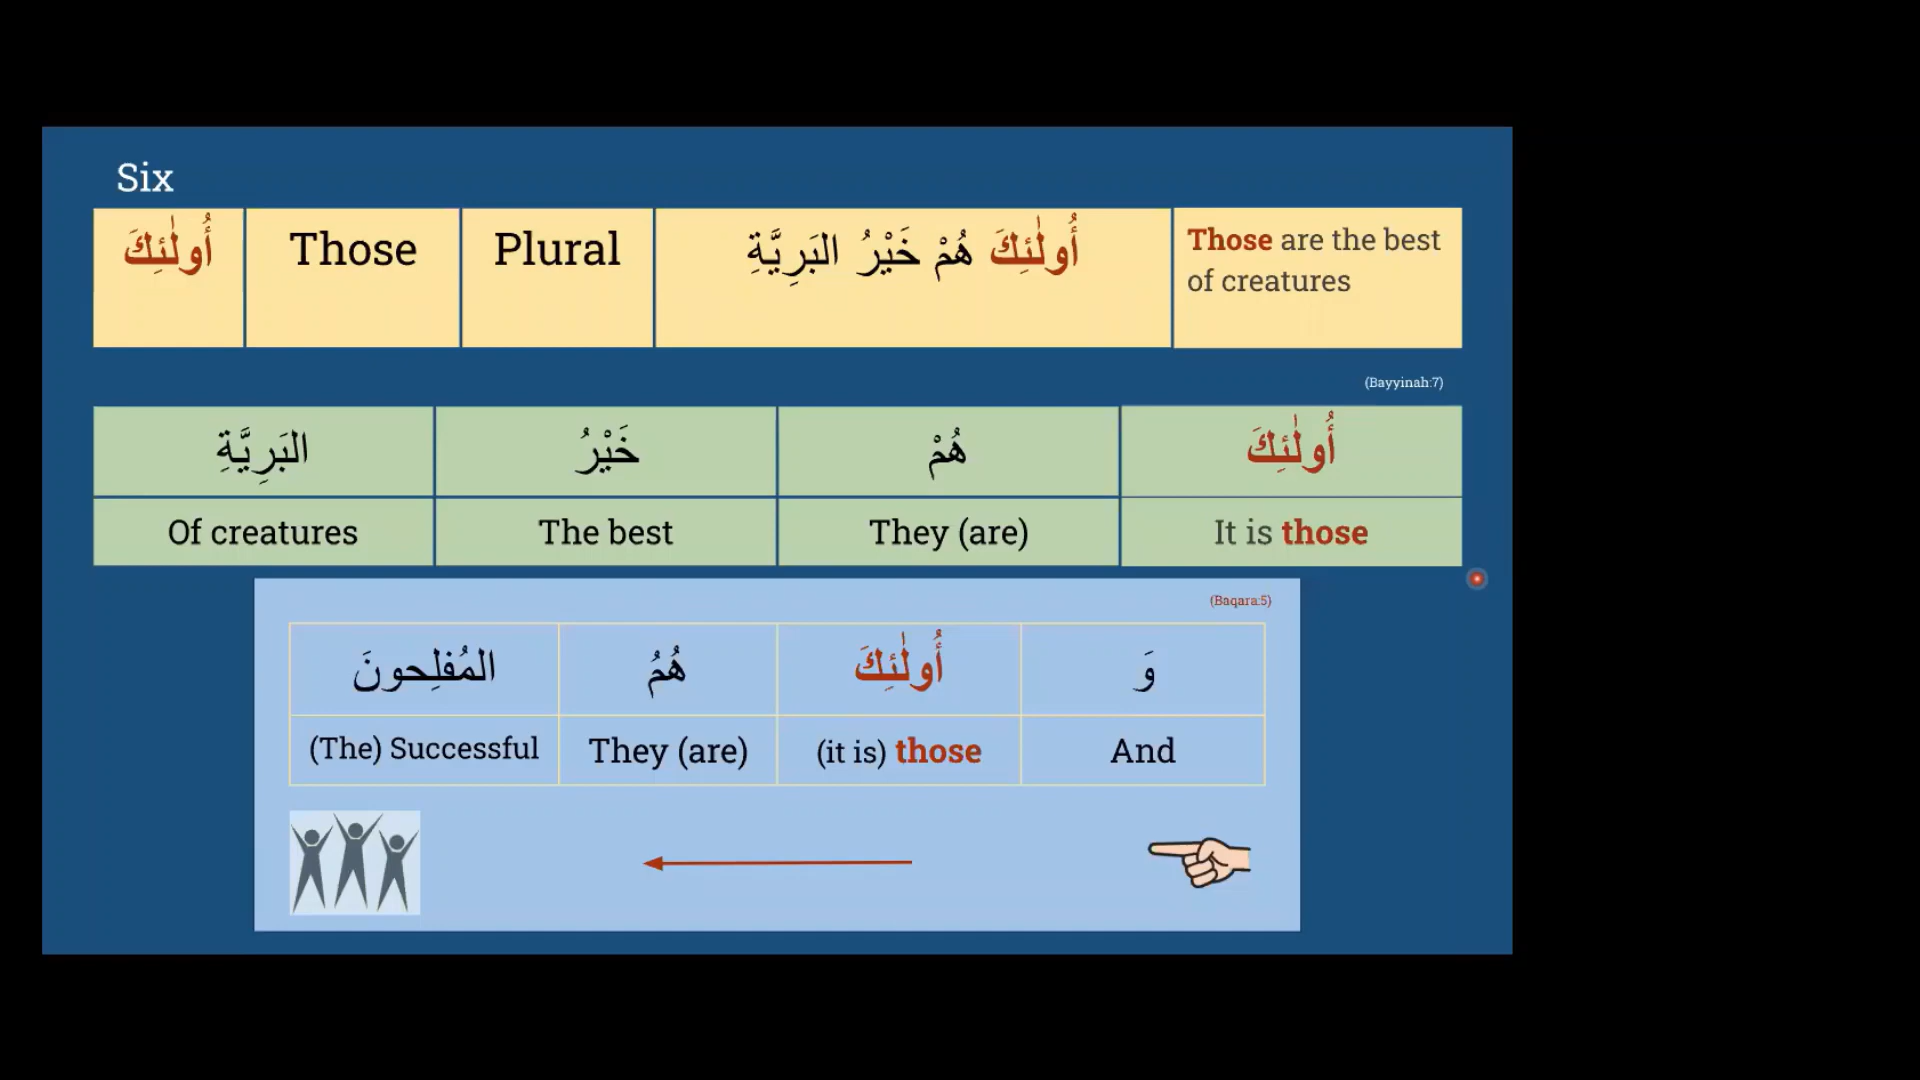 Six
أُولٰئِكَ
Those
Plural
أُولٰئِكَ هُمْ خَيْرُ البَرِيَّةِ
Those are the best
of creatures
(Bayyinah:7)
البَرِيَّةِ
خَيْرُ
هُمْ
أُولٰئِكَ
Of creatures
The best
They (are)
It is those
(Baqara:5)
المُفلِحونَ
هُمُ
أُولٰئِكَ
وَ
(The) Successful
They (are)
(it is) those
And